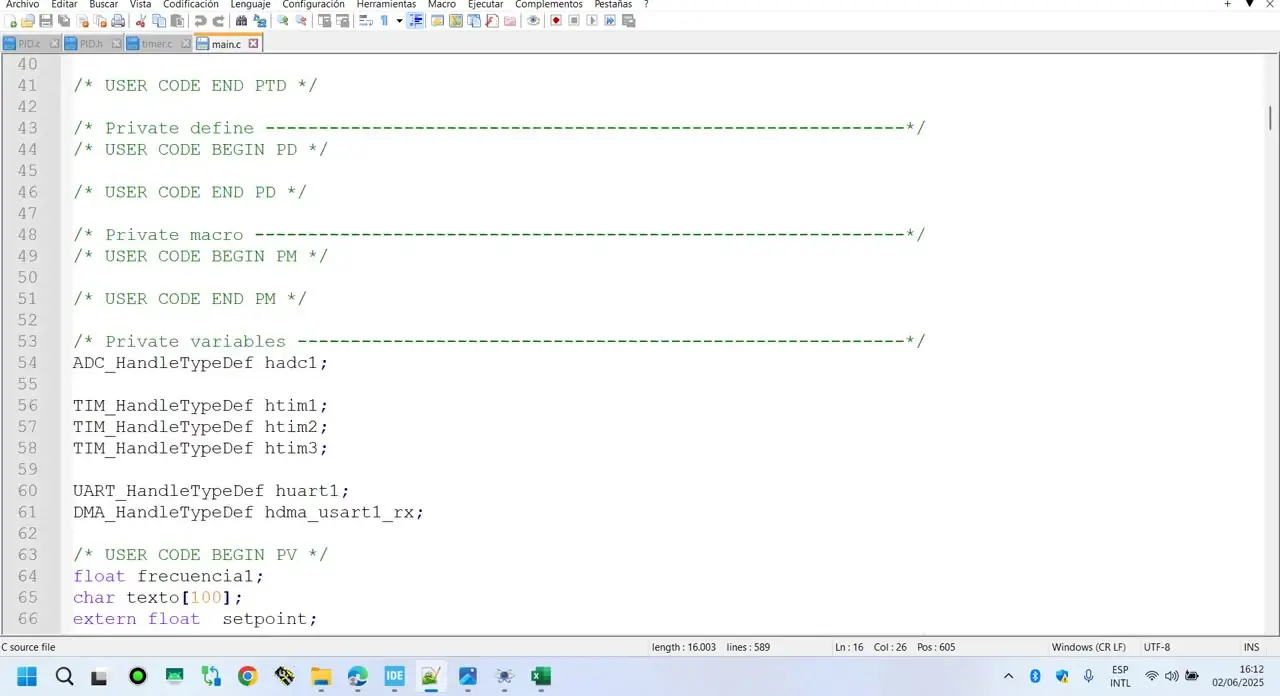 Archivo Editar Buscar Vista Codificación Lenguaje Configuración Herramientas Macro Ejecutar Complementos Pestañas ?
PID.c PID.h timer.c main.c
40
41 /* USER CODE END PTD */
42
43 /* Private define ------------------------------------------------------------*/
44 /* USER CODE BEGIN PD */
45
46 /* USER CODE END PD */
47
48 /* Private macro -------------------------------------------------------------*/
49 /* USER CODE BEGIN PM */
50
51 /* USER CODE END PM */
52
53 /* Private variables ---------------------------------------------------------*/
54 ADC_HandleTypeDef hadc1;
55
56 TIM_HandleTypeDef htim1;
57 TIM_HandleTypeDef htim2;
58 TIM_HandleTypeDef htim3;
59
60 UART_HandleTypeDef huart1;
61 DMA_HandleTypeDef hdma_usart1_rx;
62
63 /* USER CODE BEGIN PV */
64 float frecuencia1;
65 char texto[100];
66 extern float  setpoint;
C source file length : 16.003 lines : 589 Ln : 16 Col : 26 Pos : 605 Windows (CR LF) UTF-8 INS
IDE
ESP
INTL
16:12
02/06/2025